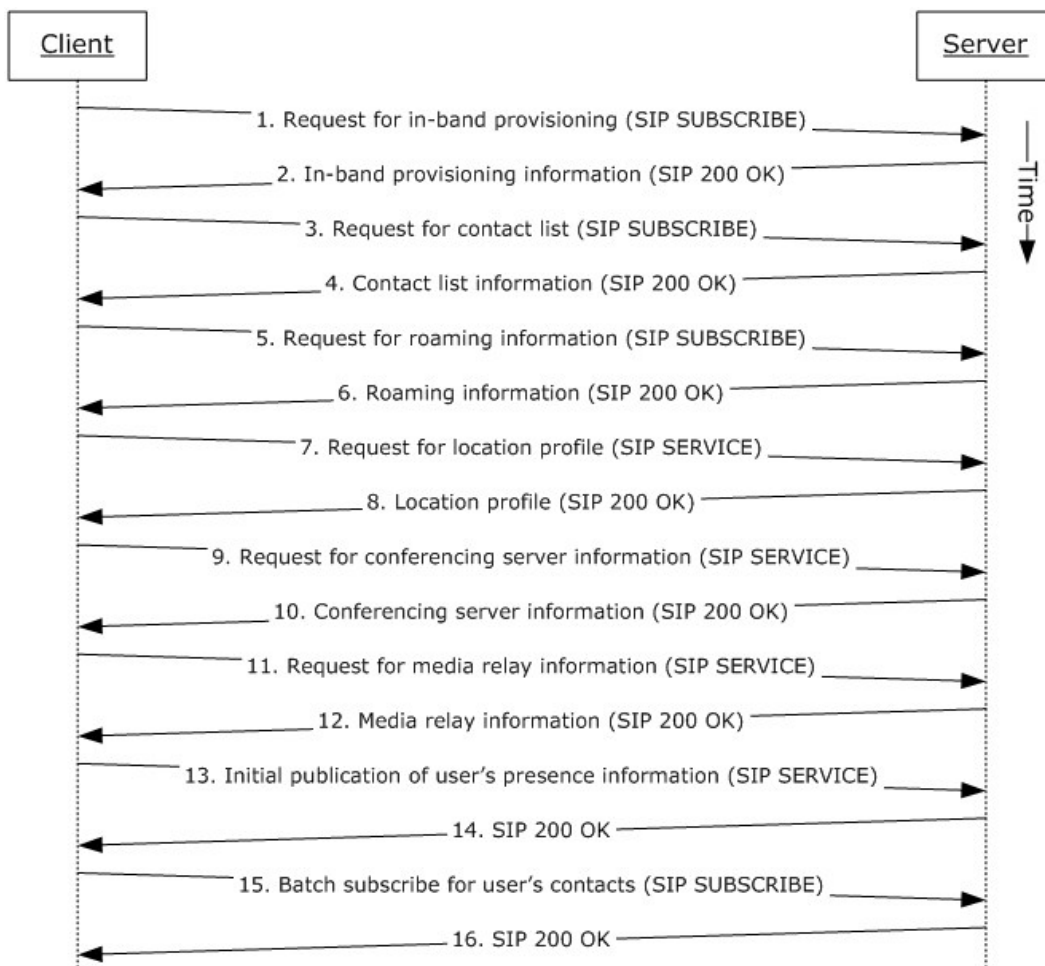 Client
Server
1. Request for in-band provisioning (SIP SUBSCRIBE)
2. In-band provisioning information (SIP 200 OK)
3. Request for contact list (SIP SUBSCRIBE)
4. Contact list information (SIP 200 OK)
5. Request for roaming information (SIP SUBSCRIBE)
6. Roaming information (SIP 200 OK)
7. Request for location profile (SIP SERVICE)
8. Location profile (SIP 200 OK)
9. Request for conferencing server information (SIP SERVICE)
10. Conferencing server information (SIP 200 OK)
11. Request for media relay information (SIP SERVICE)
12. Media relay information (SIP 200 OK)
13. Initial publication of user’s presence information (SIP SERVICE)
14. SIP 200 OK
15. Batch subscribe for user’s contacts (SIP SUBSCRIBE)
16. SIP 200 OK
Time